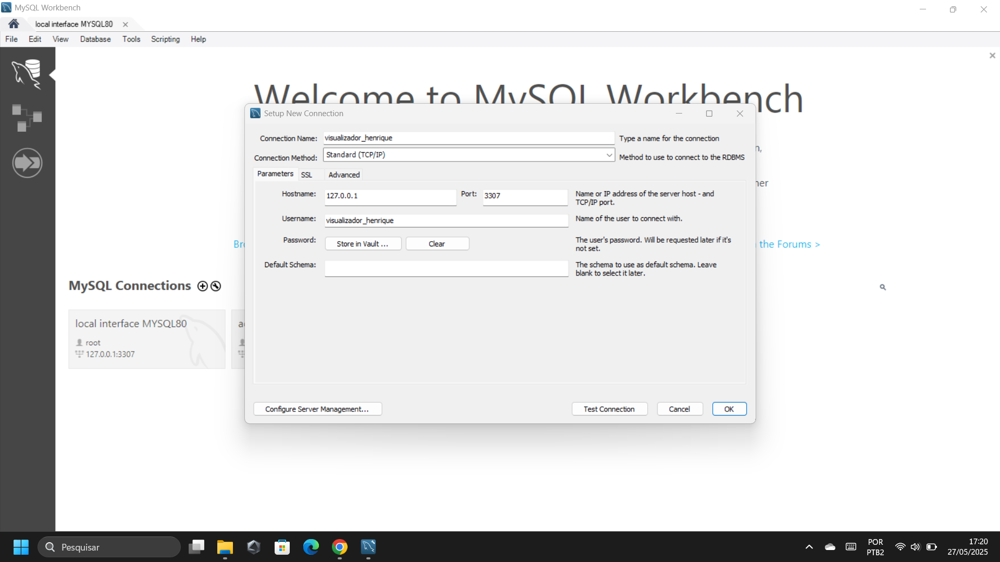 MySQL Workbench
local interface MYSQL80
File Edit View Database Tools Scripting Help
Welcome to MySQL Workbench
Setup New Connection
Connection Name: visualizador_henrique Type a name for the connection
Connection Method: Standard (TCP/IP) Method to use to connect to the RDBMS
Parameters SSL Advanced
Hostname: 127.0.0.1 Port: 3307 Name or IP address of the server host - and
TCP/IP port.
Username: visualizador_henrique Name of the user to connect with.
Password: Store in Vault ... Clear The user's password. Will be requested later if it's
not set.
the Forums >
Default Schema: The schema to use as default schema. Leave
blank to select it later.
MySQL Connections
local interface MYSQL80
root
127.0.0.1:3307
Configure Server Management... Test Connection Cancel OK
Pesquisar
POR
PTB2
17:20
27/05/2025